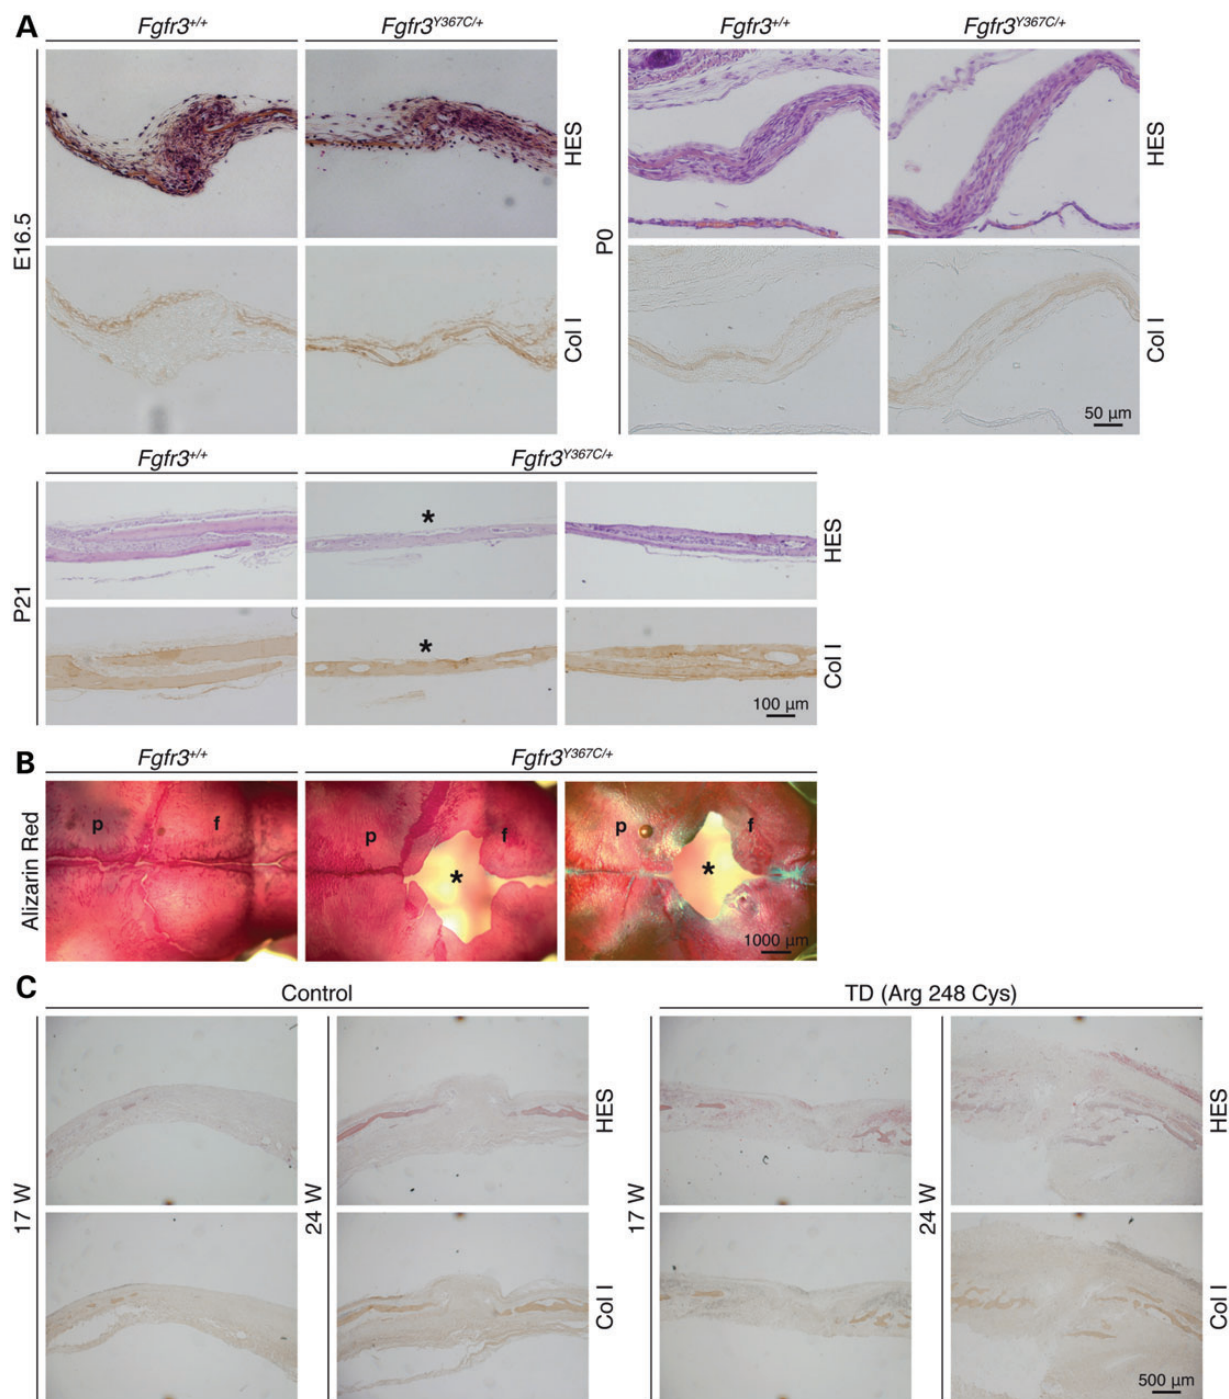 A
Fgfr3+/+ Fgfr3Y367C/+ Fgfr3+/+ Fgfr3Y367C/+
E16.5
HES
Col I
P0
HES
Col I
50 µm
Fgfr3+/+ Fgfr3Y367C/+
P21
*
HES
*
Col I
100 µm
B
Fgfr3+/+ Fgfr3Y367C/+
Alizarin Red
p f p f p f
* *
1000 µm
C
Control TD (Arg 248 Cys)
17 W
24 W
HES
Col I
17 W
24 W
HES
Col I
500 µm